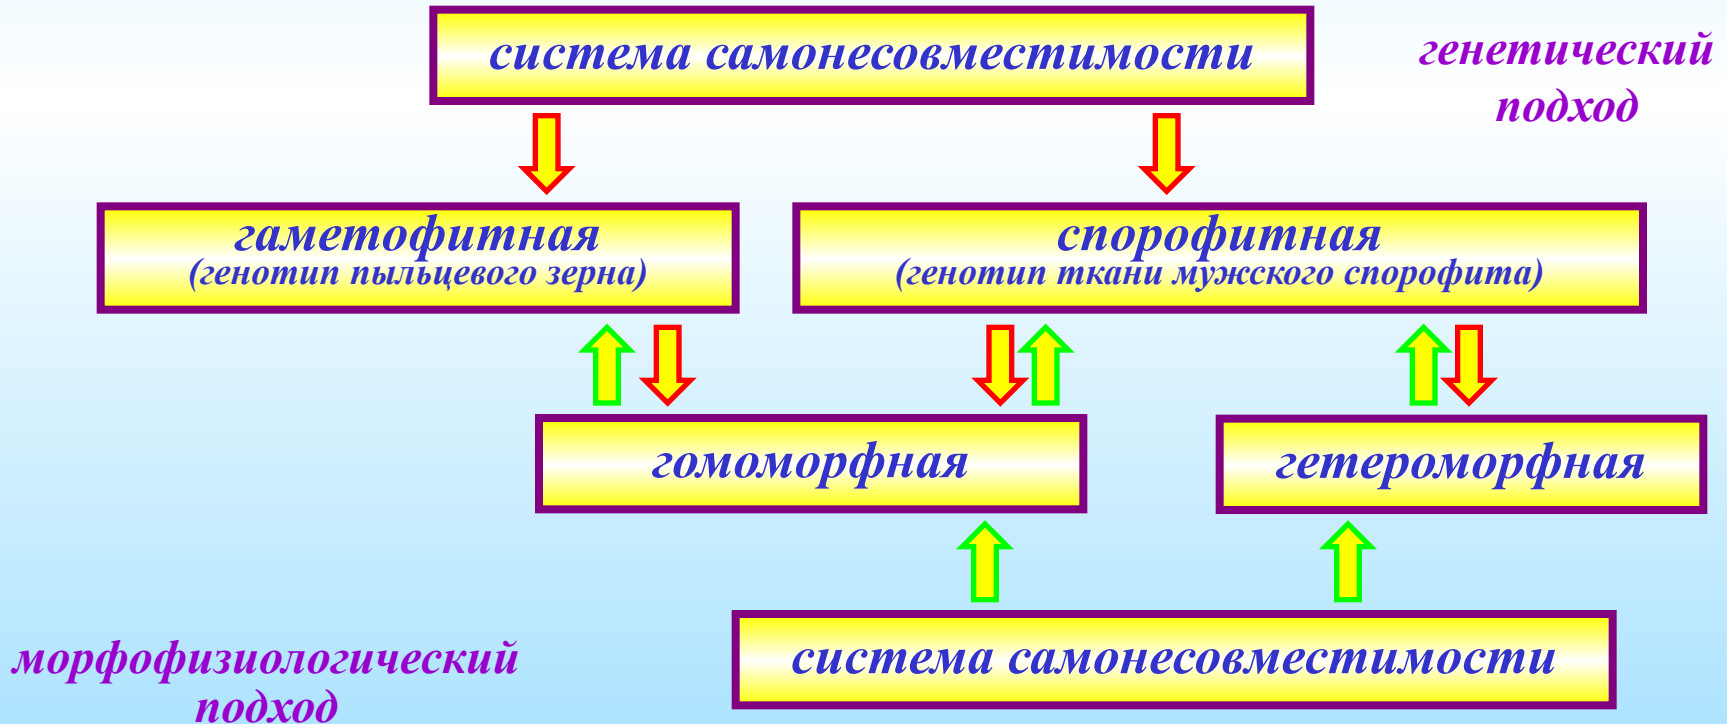 система самонесовместимости
генетический
подход
гаметофитная
(генотип пыльцевого зерна)
спорофитная
(генотип ткани мужского спорофита)
гомоморфная
гетероморфная
система самонесовместимости
морфофизиологический
подход